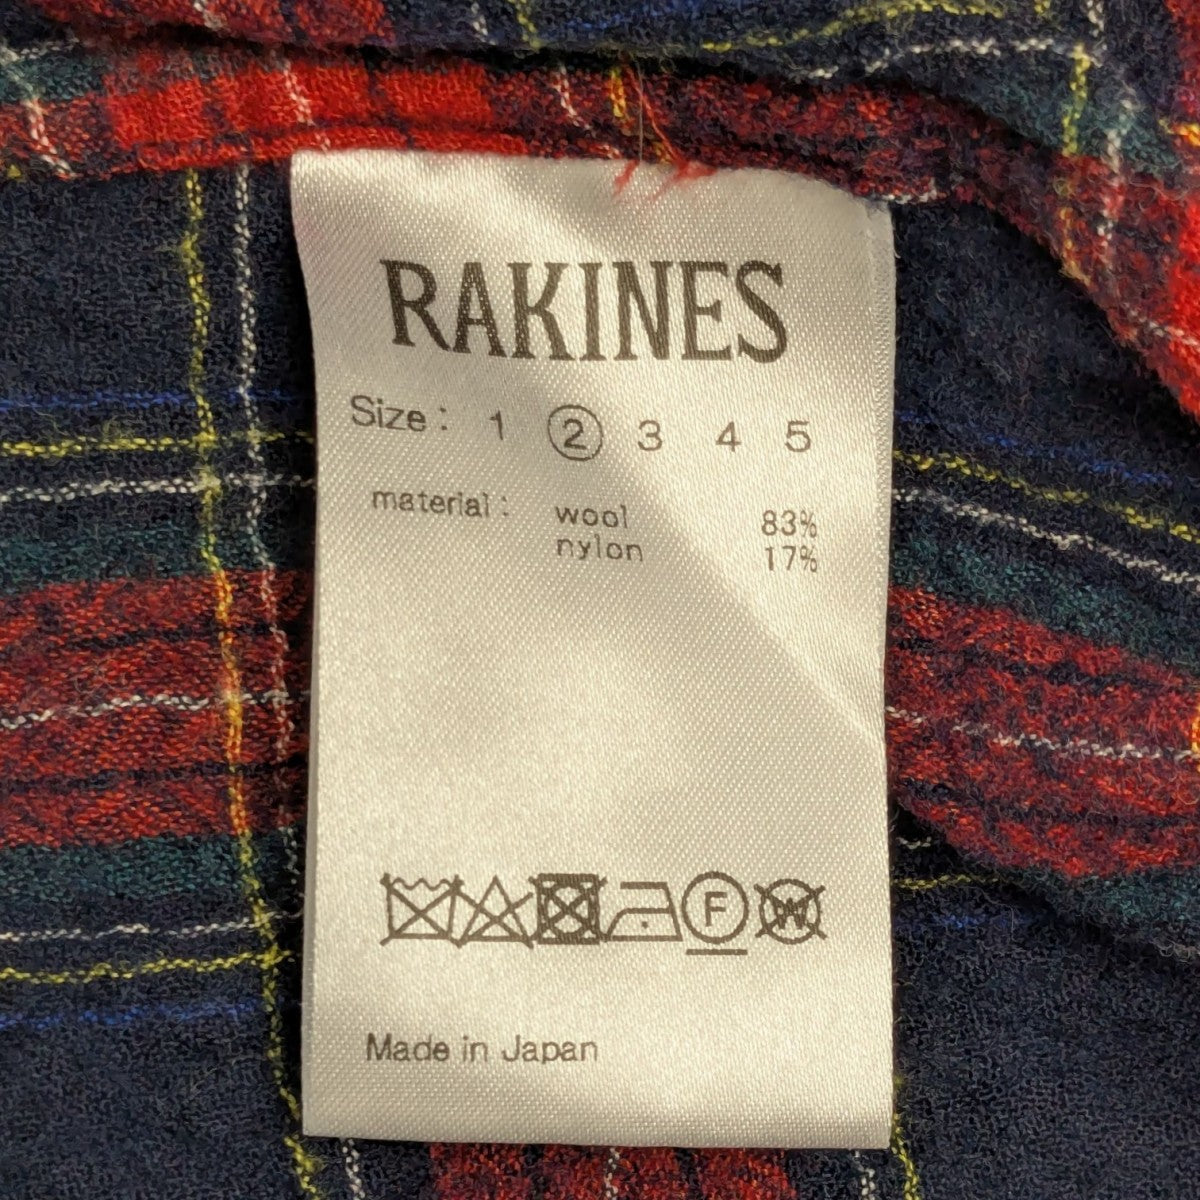 RAKINES
Size: 1 2 3 4 5
material: wool 83%
nylon 17%
F W
Made in Japan